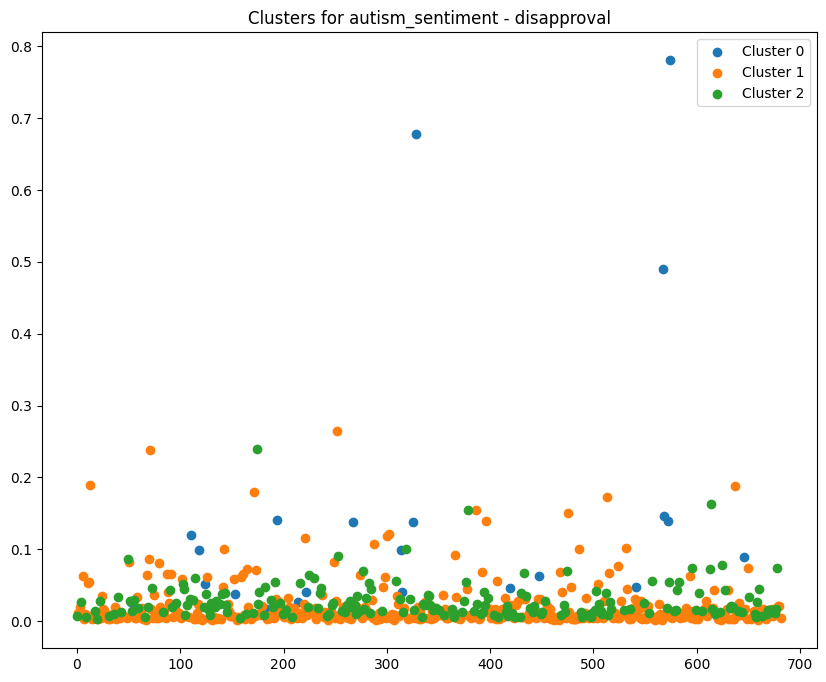 Clusters for autism_sentiment - disapproval
Cluster 0
Cluster 1
Cluster 2
0.8
0.7
0.6
0.5
0.4
0.3
0.2
0.1
0.0
0 100 200 300 400 500 600 700